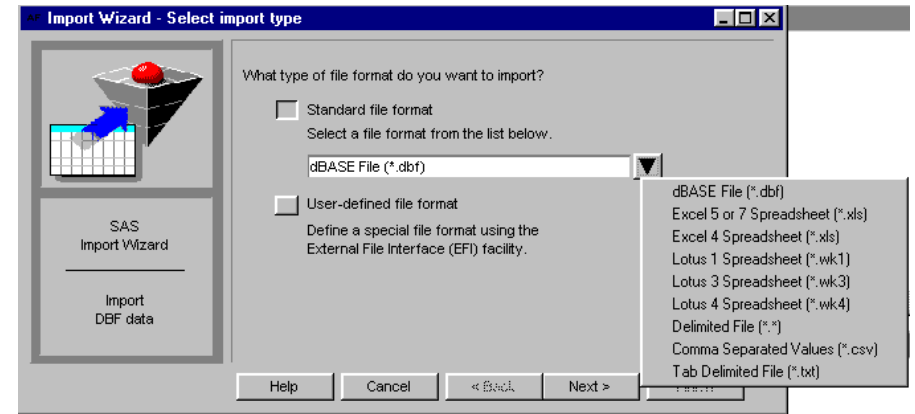 Import Wizard - Select import type
What type of file format do you want to import?
Standard file format
Select a file format from the list below.
dBASE File (*.dbf)
User-defined file format
Define a special file format using the
External File Interface (EFI) facility.
SAS
Import Wizard
Import
DBF data
dBASE File (*.dbf)
Excel 5 or 7 Spreadsheet (*.xls)
Excel 4 Spreadsheet (*.xls)
Lotus 1 Spreadsheet (*.wk1)
Lotus 3 Spreadsheet (*.wk3)
Lotus 4 Spreadsheet (*.wk4)
Delimited File (*.*)
Comma Separated Values (*.csv)
Tab Delimited File (*.txt)
Help
Cancel
< Back
Next >